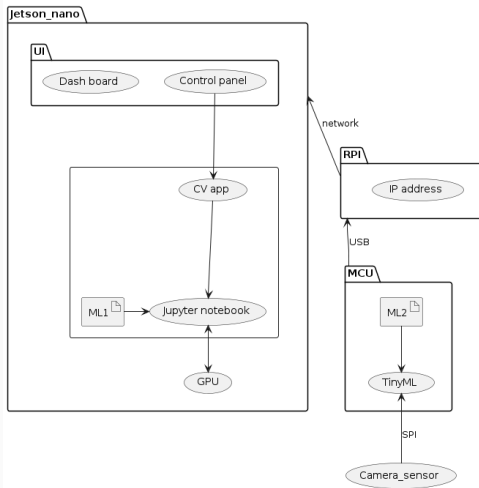 Jetson_nano
UI
Dash board
Control panel
network
RPI
CV app
IP address
USB
MCU
ML1
Jupyter notebook
ML2
GPU
TinyML
SPI
Camera_sensor